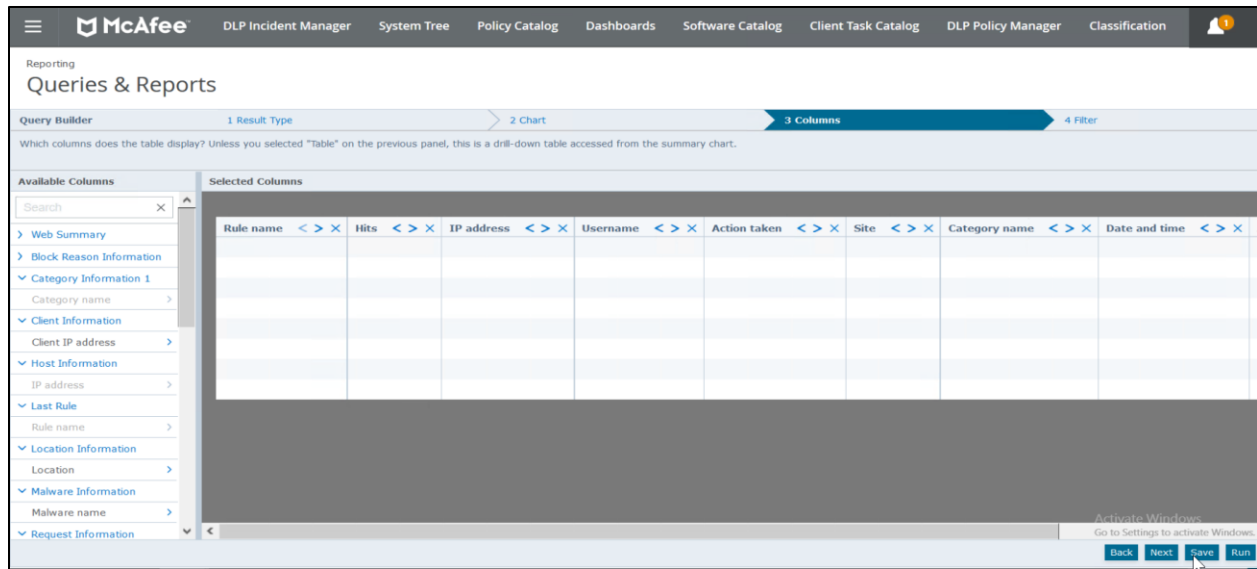 McAfee DLP Incident Manager System Tree Policy Catalog Dashboards Software Catalog Client Task Catalog DLP Policy Manager Classification 1
Reporting
Queries & Reports
Query Builder 1 Result Type 2 Chart 3 Columns 4 Filter
Which columns does the table display? Unless you selected "Table" on the previous panel, this is a drill-down table accessed from the summary chart.
Available Columns
Search
Web Summary
Block Reason Information
Category Information 1
Category name
Client Information
Client IP address
Host Information
IP address
Last Rule
Rule name
Location Information
Location
Malware Information
Malware name
Request Information
Selected Columns
Rule name Hits IP address Username Action taken Site Category name Date and time
Activate Windows
Go to Settings to activate Windows.
Back Next Save Run